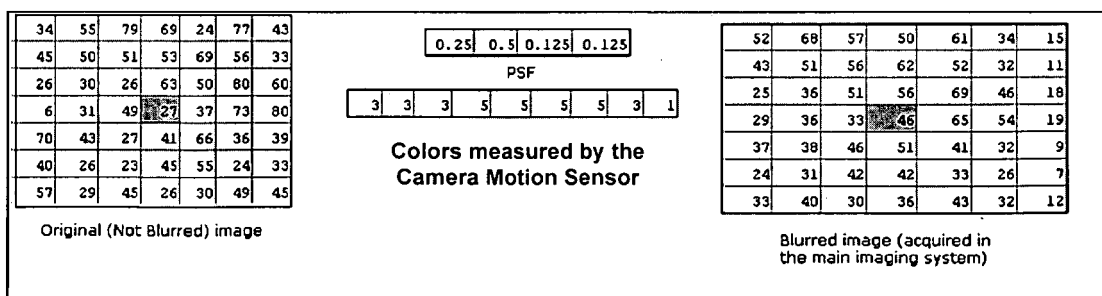 34 55 79 69 24 77 43
45 50 51 53 69 56 33
26 30 26 63 50 80 60
6 31 49 27 37 73 80
70 43 27 41 66 36 39
40 26 23 45 55 24 33
57 29 45 26 30 49 45
Original (Not Blurred) image
0.25 0.5 0.125 0.125
PSF
3 3 3 5 5 5 5 3 1
Colors measured by the
Camera Motion Sensor
52 68 57 50 61 34 15
43 51 56 62 52 32 11
25 36 51 56 69 46 18
29 36 33 46 65 54 19
37 38 46 51 41 32 9
24 31 42 42 33 26 7
33 40 30 36 43 32 12
Blurred image (acquired in
the main imaging system)